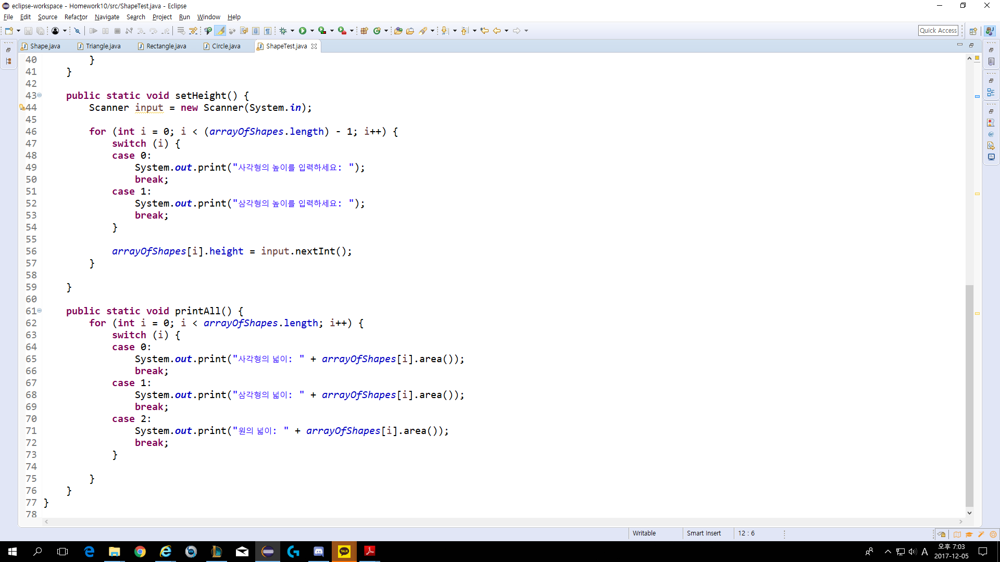 eclipse-workspace - Homework10/src/ShapeTest.java - Eclipse
File Edit Source Refactor Navigate Search Project Run Window Help
Quick Access
Shape.java Triangle.java Rectangle.java Circle.java ShapeTest.java
40 }
41 }
42
43 public static void setHeight() {
44 Scanner input = new Scanner(System.in);
45
46 for (int i = 0; i < (arrayOfShapes.length) - 1; i++) {
47 switch (i) {
48 case 0:
49 System.out.print("사각형의 높이를 입력하세요: ");
50 break;
51 case 1:
52 System.out.print("삼각형의 높이를 입력하세요: ");
53 break;
54 }
55
56 arrayOfShapes[i].height = input.nextInt();
57 }
58
59 }
60
61 public static void printAll() {
62 for (int i = 0; i < arrayOfShapes.length; i++) {
63 switch (i) {
64 case 0:
65 System.out.print("사각형의 넓이: " + arrayOfShapes[i].area());
66 break;
67 case 1:
68 System.out.print("삼각형의 넓이: " + arrayOfShapes[i].area());
69 break;
70 case 2:
71 System.out.print("원의 넓이: " + arrayOfShapes[i].area());
72 break;
73 }
74
75 }
76 }
77 }
78
Writable Smart Insert 12 : 6
TALK
A
오후 7:03
2017-12-05